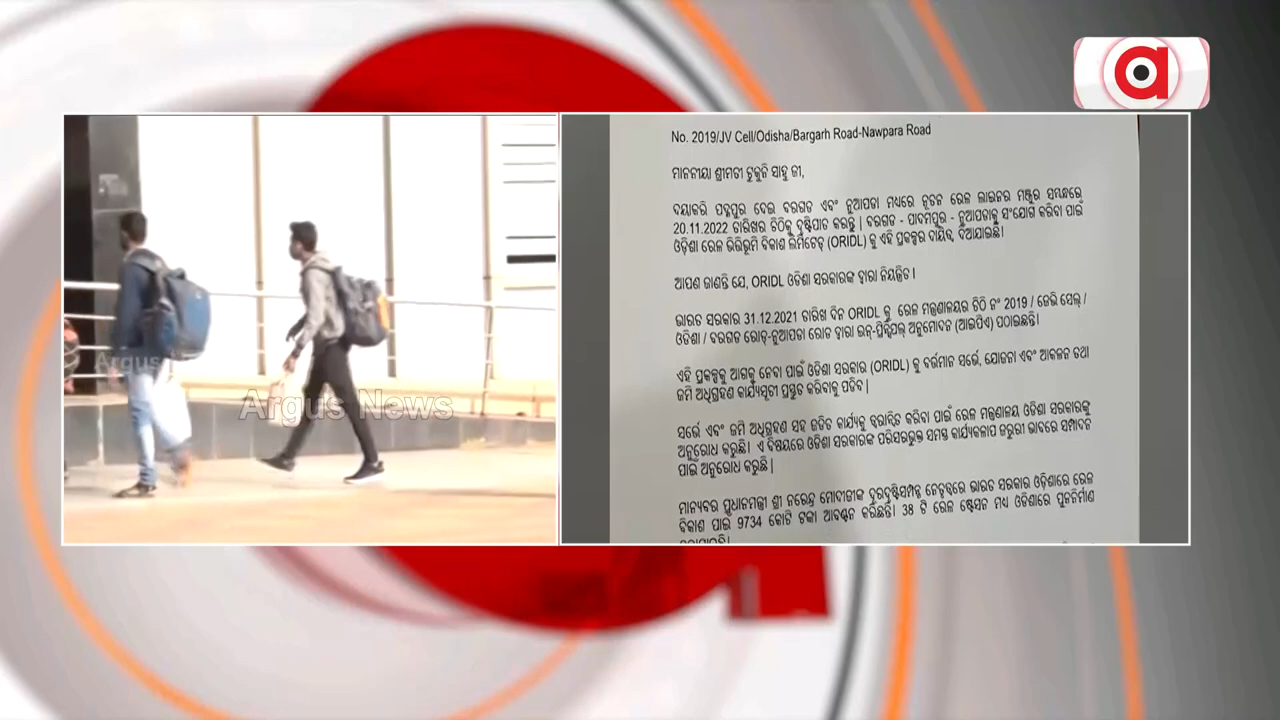 a
No. 2019/JV Cell/Odisha/Bargarh Road-Nawpara Road
ମାନନୀୟା ଶ୍ରୀମତୀ ଟୁକୁନି ସାହୁ ଜୀ,
ଦୟାକରି ପଦ୍ମପୁର ଦେଇ ବରଗଡ ଏବଂ ନୂଆପଡା ମଧ୍ୟରେ ନୂତନ ରେଳ ଲାଇନର ମଞ୍ଜୁର ସମ୍ବନ୍ଧରେ
20.11.2022 ତାରିଖର ଚିଠିକୁ ଦୃଷ୍ଟିପାତ କରନ୍ତୁ | ବରଗଡ - ପାଦମପୁର - ନୂଆପଡାକୁ ସଂଯୋଗ କରିବା ପାଇଁ
ଓଡ଼ିଶା ରେଳ ଭିତ୍ତିଭୂମି ବିକାଶ ଲିମିଟେଡ୍ (ORIDL) କୁ ଏହି ପ୍ରକଳ୍ପର ଦାୟିତ୍ୱ ଦିଆଯାଇଛି।
ଆପଣ ଜାଣନ୍ତି ଯେ, ORIDL ଓଡିଶା ସରକାରଙ୍କ ଦ୍ୱାରା ନିୟନ୍ତ୍ରିତ ।
ଭାରତ ସରକାର 31.12.2021 ତାରିଖ ଦିନ ORIDL କୁ ରେଳ ମନ୍ତ୍ରଣାଳୟର ଚିଠି ନଂ 2019 / ଜେଭି ସେଲ୍ /
ଓଡିଶା / ବରଗଡ ରୋଡ୍-ନୂଆପଡା ରୋଡ ଦ୍ୱାରା ଇନ୍-ପ୍ରିନ୍ସିପଲ୍ ଅନୁମୋଦନ (ଆଇପିଏ) ପଠାଇଛନ୍ତି।
ଏହି ପ୍ରକଳ୍ପକୁ ଆଗକୁ ନେବା ପାଇଁ ଓଡିଶା ସରକାର (ORIDL) କୁ ବର୍ତ୍ତମାନ ସର୍ଭେ, ଯୋଜନା ଏବଂ ଆକଳନ ତଥା
ଜମି ଅଧିଗ୍ରହଣ କାର୍ଯ୍ୟସୂଚୀ ପ୍ରସ୍ତୁତ କରିବାକୁ ପଡିବ |
ସର୍ଭେ ଏବଂ ଜମି ଅଧିଗ୍ରହଣ ସହ ଜଡିତ କାର୍ଯ୍ୟକୁ ତ୍ୱରାନ୍ୱିତ କରିବା ପାଇଁ ରେଳ ମନ୍ତ୍ରଣାଳୟ ଓଡିଶା ସରକାରଙ୍କୁ
ଅନୁରୋଧ କରୁଛି। ଏ ବିଷୟରେ ଓଡିଶା ସରକାରଙ୍କ ପରିସରଭୁକ୍ତ ସମସ୍ତ କାର୍ଯ୍ୟକଳାପ ଜରୁରୀ ଭାବରେ ସମ୍ପାଦନ
ପାଇଁ ଅନୁରୋଧ କରୁଛି |
ମାନ୍ୟବର ପ୍ରଧାନମନ୍ତ୍ରୀ ଶ୍ରୀ ନରେନ୍ଦ୍ର ମୋଦୀଜୀଙ୍କ ଦୂରଦୃଷ୍ଟିସମ୍ପନ୍ନ ନେତୃତ୍ୱରେ ଭାରତ ସରକାର ଓଡ଼ିଶାରେ ରେଳ
ବିକାଶ ପାଇଁ 9734 କୋଟି ଟଙ୍କା ଆବଣ୍ଟନ କରିଛନ୍ତି। 38 ଟି ରେଳ ଷ୍ଟେସନ ମଧ୍ୟ ଓଡିଶାରେ ପୁନନିର୍ମାଣ
Argus
Argus News